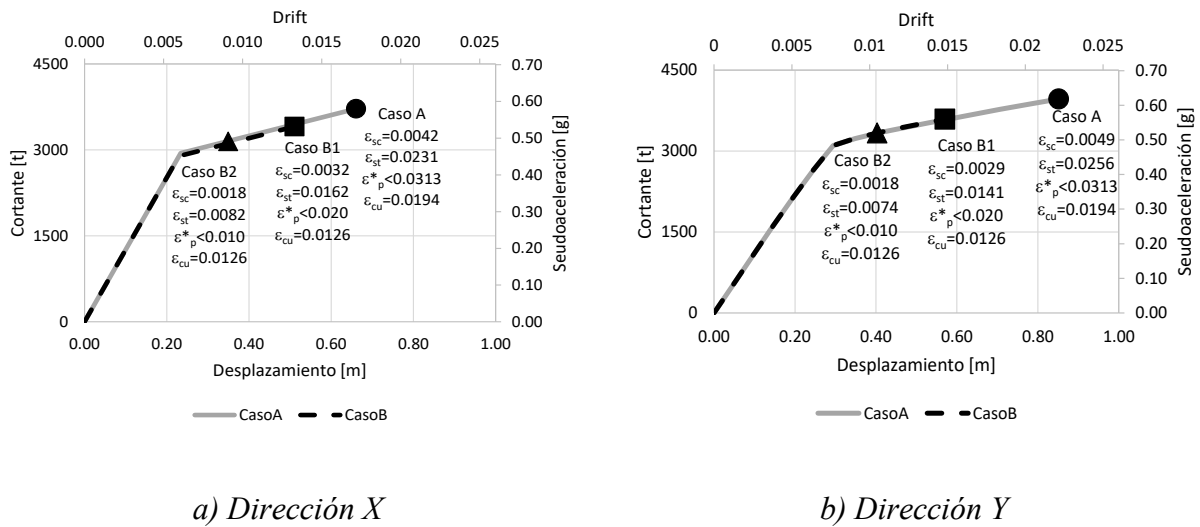 Drift
0.000 0.005 0.010 0.015 0.020 0.025
4500
3000
1500
0
Cortante [t]
0.70
0.60
0.50
0.40
0.30
0.20
0.10
0.00
Seudoaceleración [g]
Caso A
εsc=0.0042
εst=0.0231
ε*p<0.0313
εcu=0.0194
Caso B1
εsc=0.0032
εst=0.0162
ε*p<0.020
εcu=0.0126
Caso B2
εsc=0.0018
εst=0.0082
ε*p<0.010
εcu=0.0126
0.00 0.20 0.40 0.60 0.80 1.00
Desplazamiento [m]
CasoA CasoB
a) Dirección X
Drift
0 0.005 0.01 0.015 0.02 0.025
4500
3000
1500
0
Cortante [t]
0.70
0.60
0.50
0.40
0.30
0.20
0.10
0.00
Seudoaceleración [g]
Caso A
εsc=0.0049
εst=0.0256
ε*p<0.0313
εcu=0.0194
Caso B1
εsc=0.0029
εst=0.0141
ε*p<0.020
εcu=0.0126
Caso B2
εsc=0.0018
εst=0.0074
ε*p<0.010
εcu=0.0126
0.00 0.20 0.40 0.60 0.80 1.00
Desplazamiento [m]
CasoA CasoB
b) Dirección Y